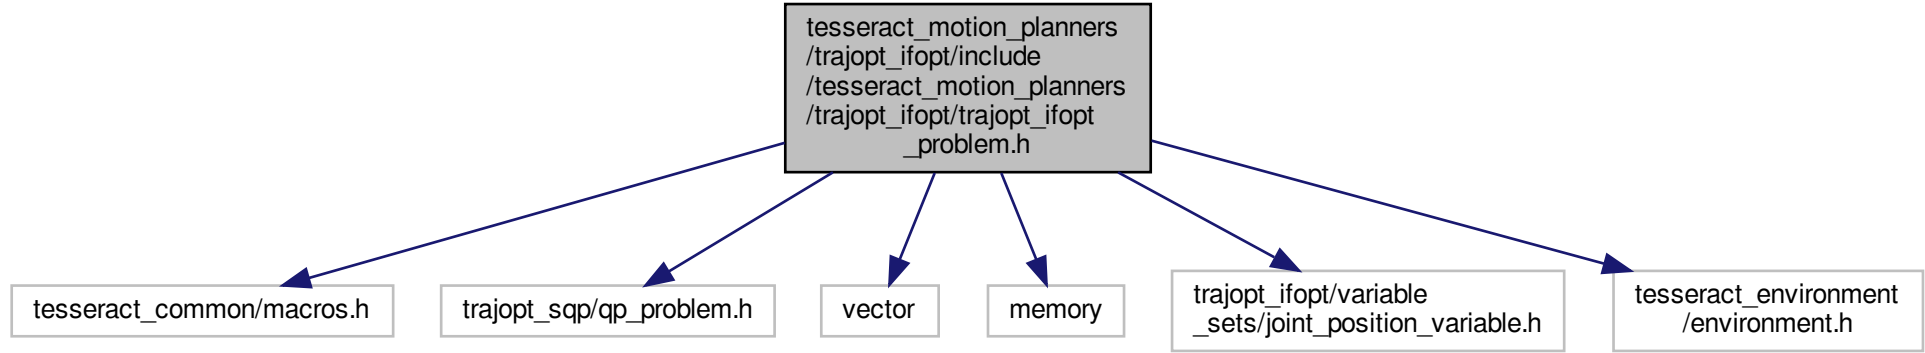 tesseract_motion_planners
/trajopt_ifopt/include
/tesseract_motion_planners
/trajopt_ifopt/trajopt_ifopt
_problem.h
tesseract_common/macros.h
trajopt_sqp/qp_problem.h
vector
memory
trajopt_ifopt/variable
_sets/joint_position_variable.h
tesseract_environment
/environment.h